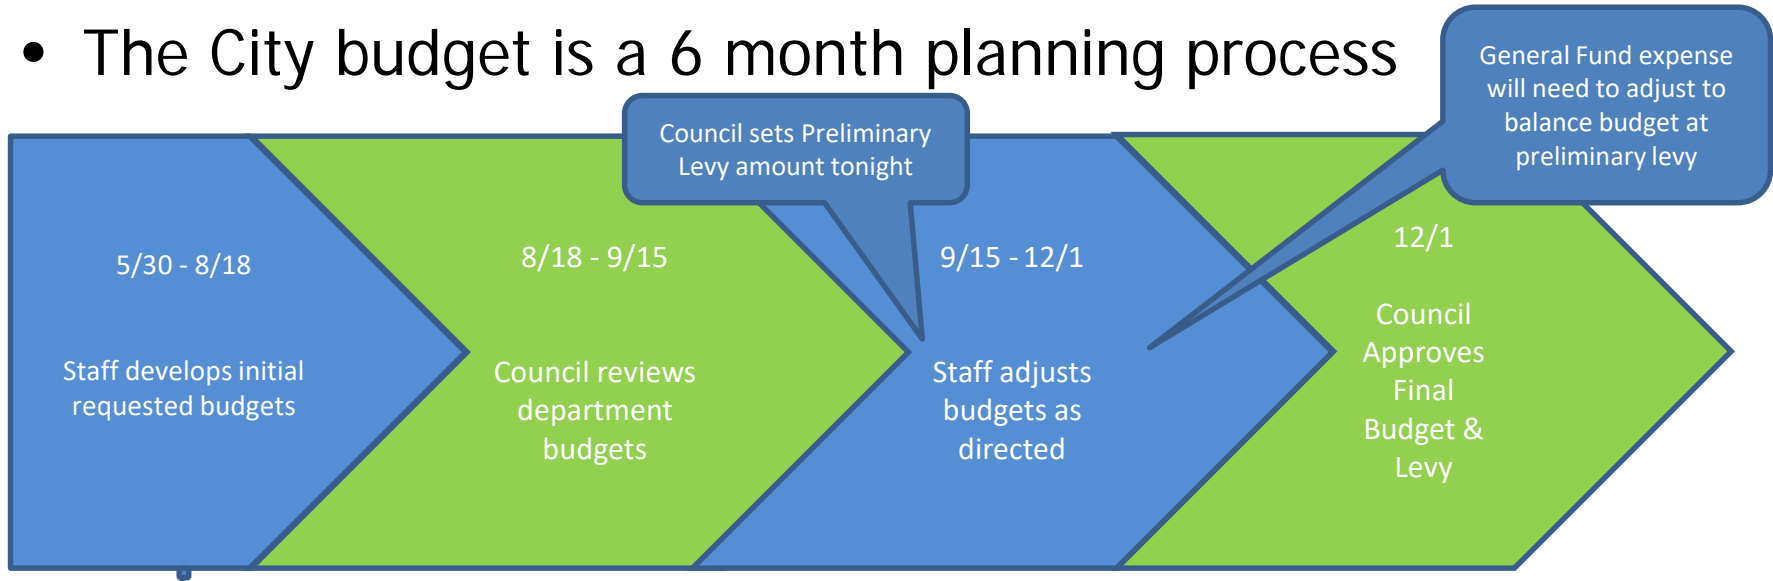 • The City budget is a 6 month planning process
General Fund expense
will need to adjust to
balance budget at
preliminary levy
Council sets Preliminary
Levy amount tonight
5/30 - 8/18
Staff develops initial
requested budgets
8/18 - 9/15
Council reviews
department
budgets
9/15 - 12/1
Staff adjusts
budgets as
directed
12/1
Council
Approves
Final
Budget &
Levy